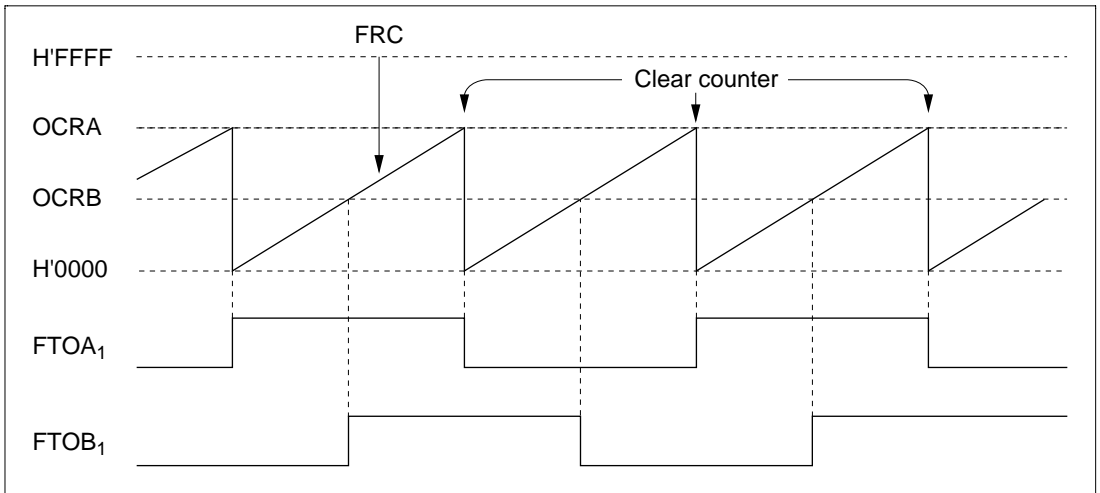 FRC
H'FFFF
Clear counter
OCRA
OCRB
H'0000
FTOA₁
FTOB₁